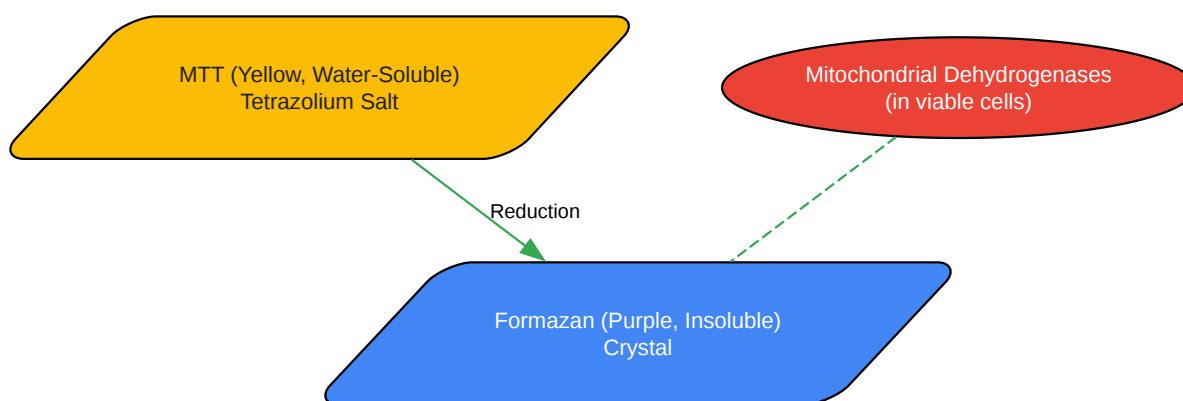 MTT (Yellow, Water-Soluble)
Tetrazolium Salt
Mitochondrial Dehydrogenases
(in viable cells)
Reduction
Formazan (Purple, Insoluble)
Crystal